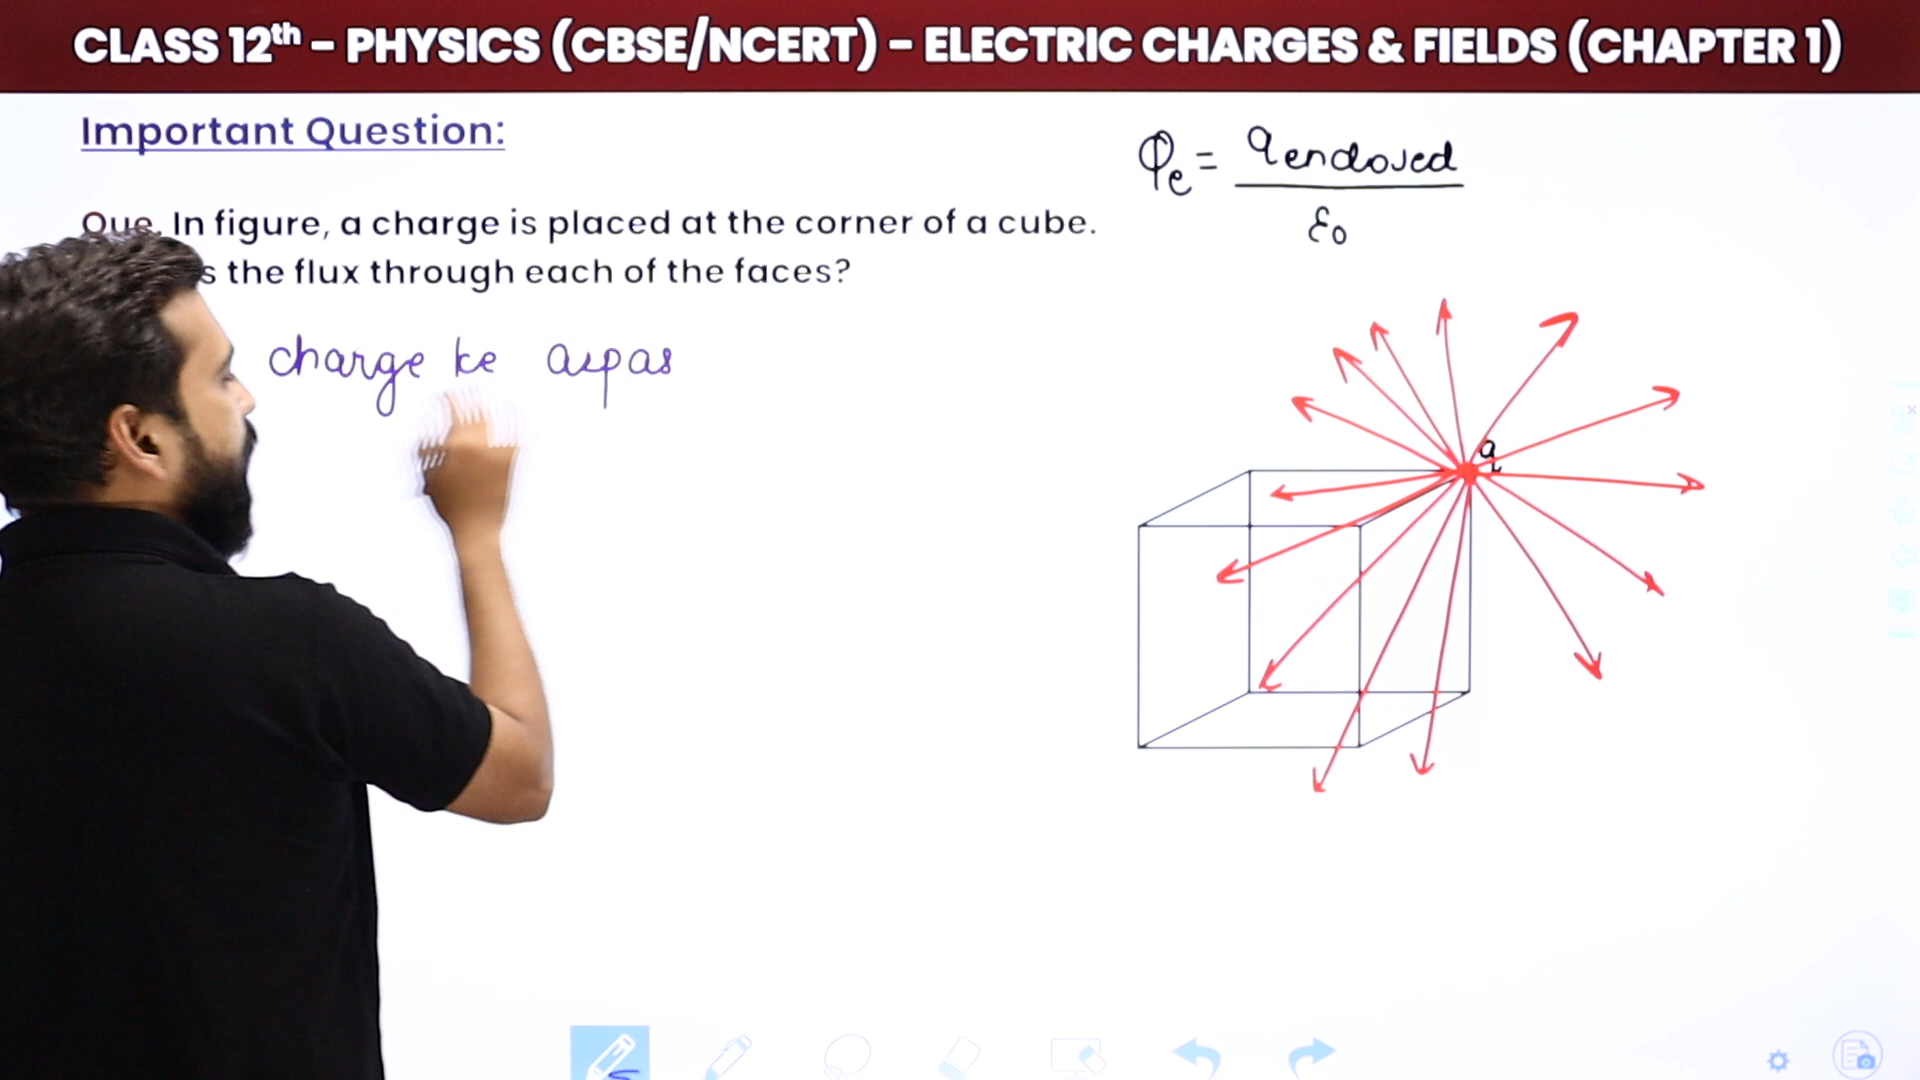 CLASS 12th - PHYSICS (CBSE/NCERT) - ELECTRIC CHARGES & FIELDS (CHAPTER 1)
Important Question:
Que. In figure, a charge is placed at the corner of a cube.
s the flux through each of the faces?
charge ke aspas
Φe = qenclosed
ε0
q